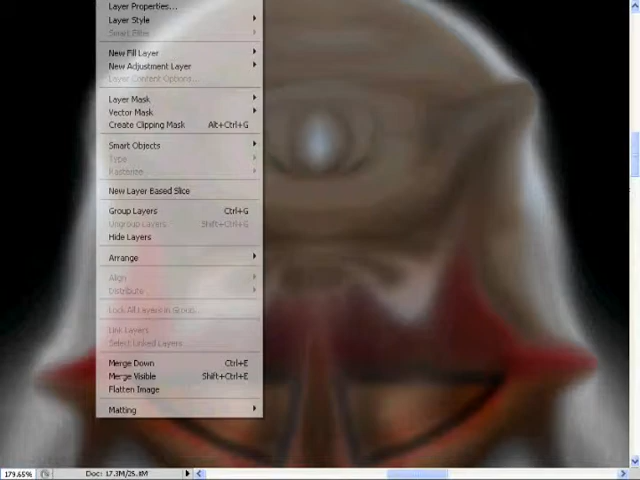 Layer Properties...
Layer Style
Smart Filter
New Fill Layer
New Adjustment Layer
Layer Content Options...
Layer Mask
Vector Mask
Create Clipping Mask Alt+Ctrl+G
Smart Objects
Type
Rasterize
New Layer Based Slice
Group Layers Ctrl+G
Ungroup Layers Shift+Ctrl+G
Hide Layers
Arrange
Align
Distribute
Lock All Layers in Group...
Link Layers
Select Linked Layers
Merge Down Ctrl+E
Merge Visible Shift+Ctrl+E
Flatten Image
Matting
179.65% Doc: 17.3M/25.8M